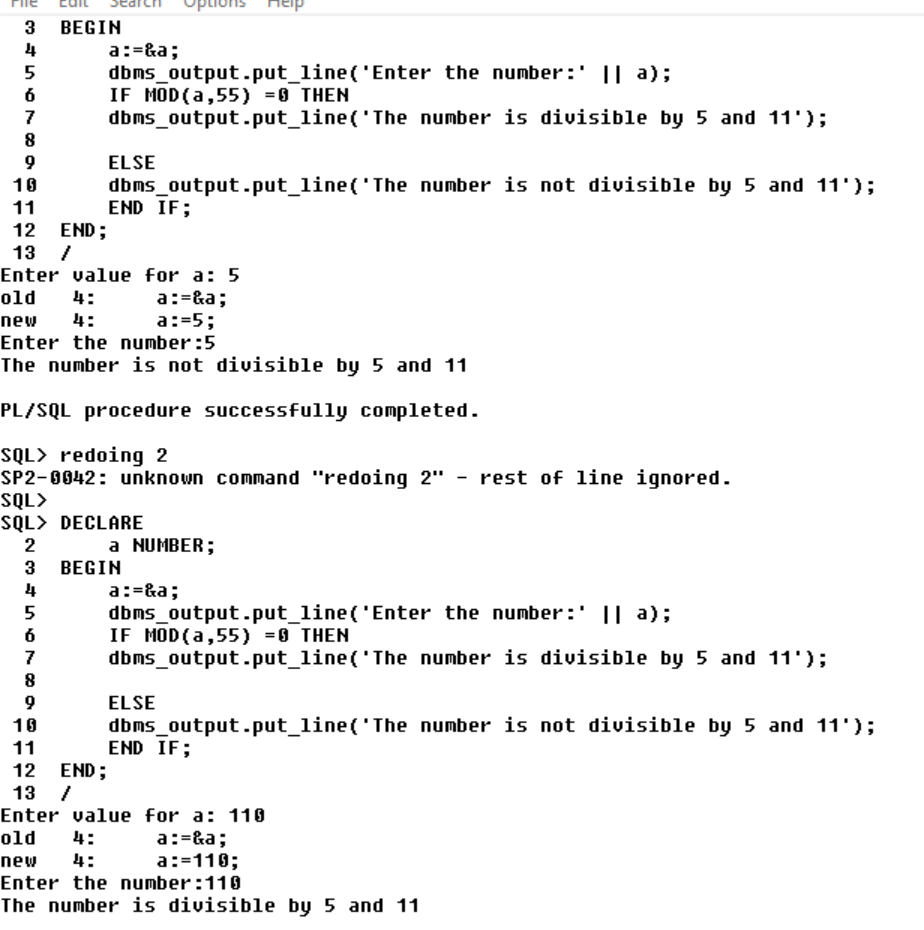 File Edit Search Options Help
3 BEGIN
4 a:=&a;
5 dbms_output.put_line('Enter the number:' || a);
6 IF MOD(a,55) =0 THEN
7 dbms_output.put_line('The number is divisible by 5 and 11');
8
9 ELSE
10 dbms_output.put_line('The number is not divisible by 5 and 11');
11 END IF;
12 END;
13 /
Enter value for a: 5
old 4: a:=&a;
new 4: a:=5;
Enter the number:5
The number is not divisible by 5 and 11
PL/SQL procedure successfully completed.
SQL> redoing 2
SP2-0042: unknown command "redoing 2" - rest of line ignored.
SQL>
SQL> DECLARE
2 a NUMBER;
3 BEGIN
4 a:=&a;
5 dbms_output.put_line('Enter the number:' || a);
6 IF MOD(a,55) =0 THEN
7 dbms_output.put_line('The number is divisible by 5 and 11');
8
9 ELSE
10 dbms_output.put_line('The number is not divisible by 5 and 11');
11 END IF;
12 END;
13 /
Enter value for a: 110
old 4: a:=&a;
new 4: a:=110;
Enter the number:110
The number is divisible by 5 and 11